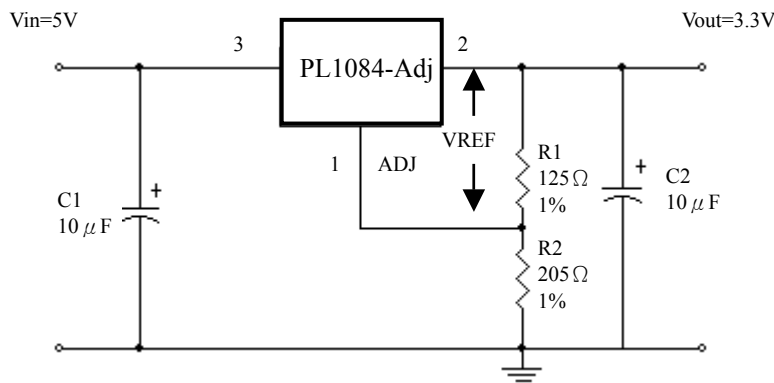 Vin=5V
Vout=3.3V
3
PL1084-Adj
2
1
ADJ
VREF
R1
125Ω
1%
C1
10μF
C2
10μF
R2
205Ω
1%